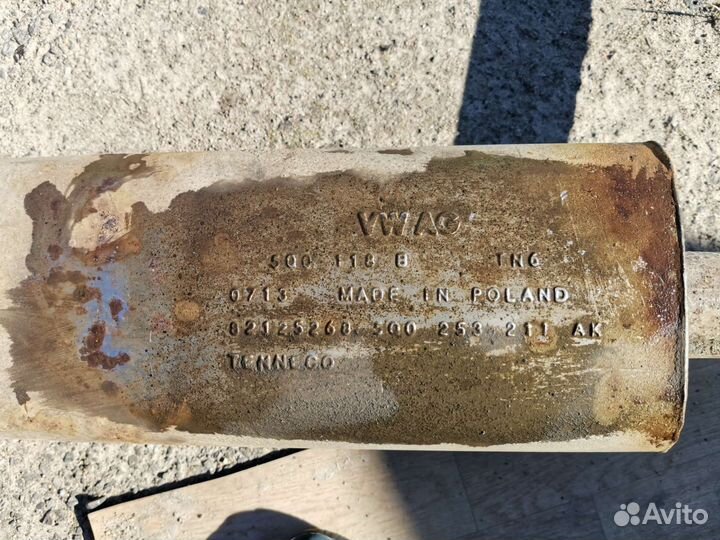 VWAG
5Q0 118 B TN6
0713 MADE IN POLAND
82125268 5Q0 253 211 AK
TENNECO
Avito